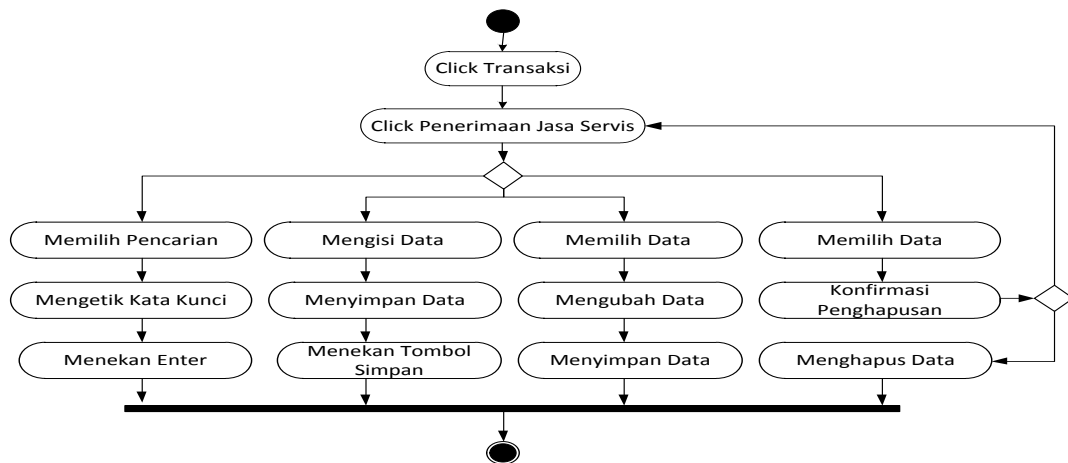 Click Transaksi
Click Penerimaan Jasa Servis
Memilih Pencarian
Mengisi Data
Memilih Data
Memilih Data
Mengetik Kata Kunci
Menyimpan Data
Mengubah Data
Konfirmasi
Penghapusan
Menekan Enter
Menekan Tombol
Simpan
Menyimpan Data
Menghapus Data